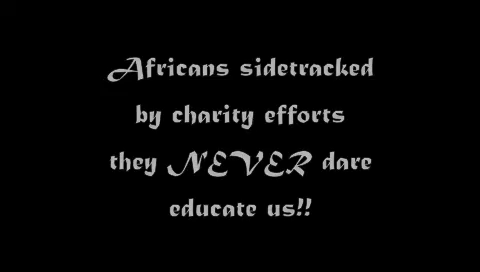 Africans sidetracked
by charity efforts
they NEVER dare
educate us!!